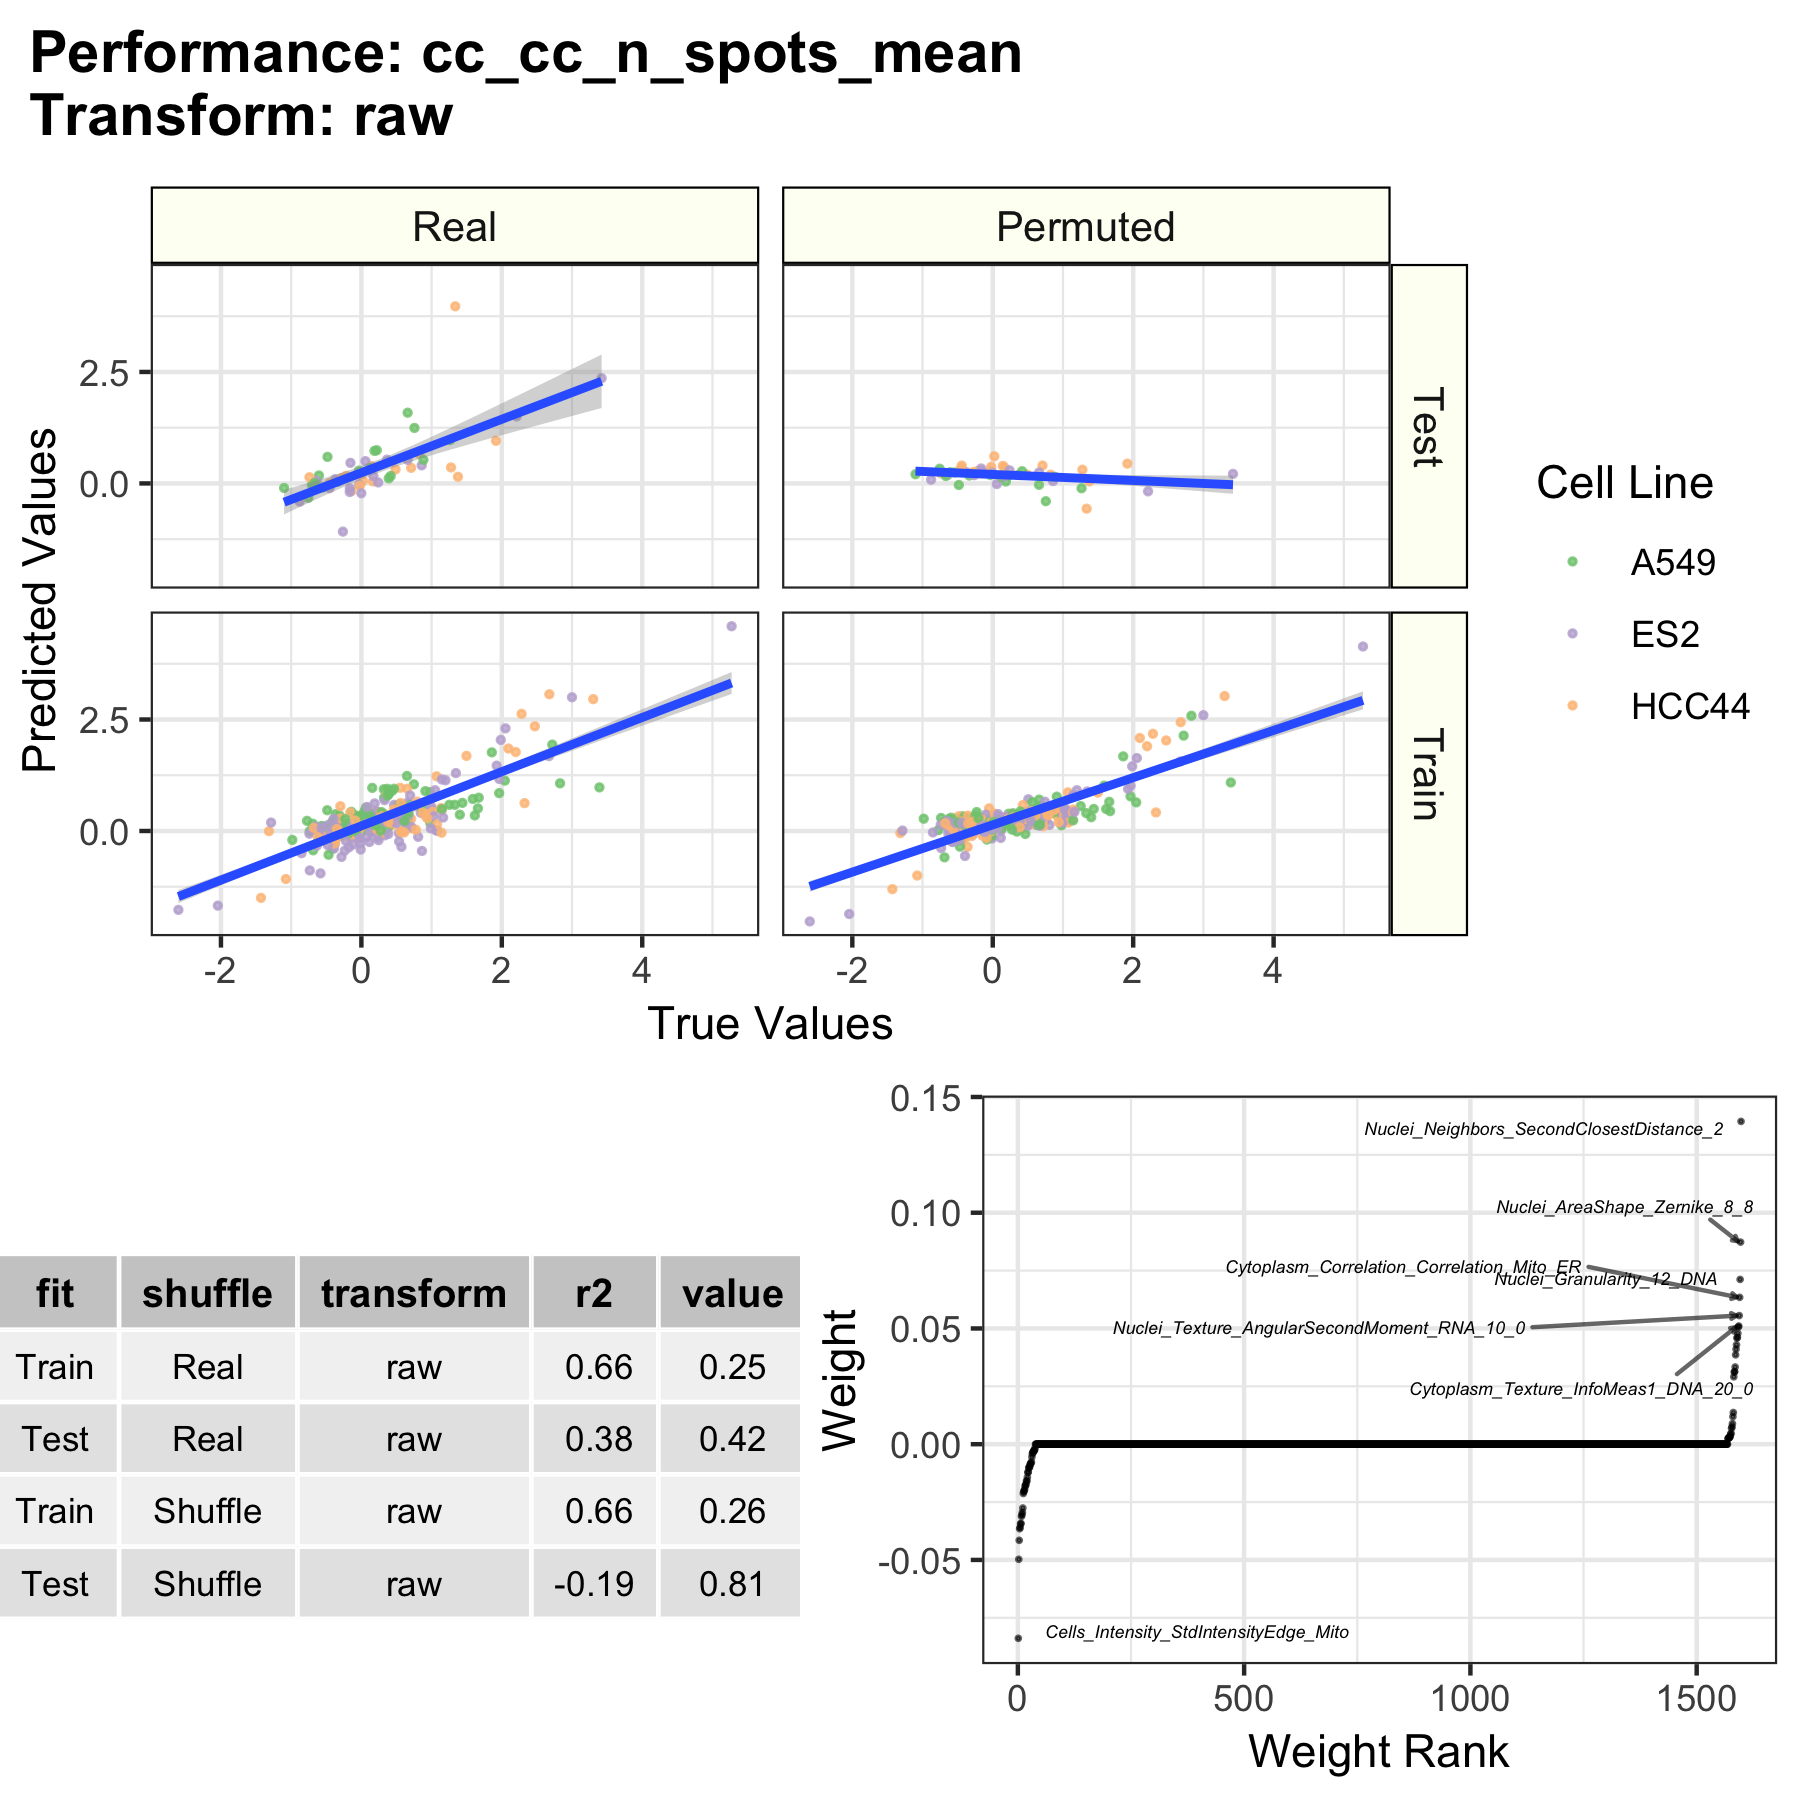 Performance: cc_cc_n_spots_mean
Transform: raw
Real
Permuted
Test
Train
2.5
0.0
2.5
0.0
Predicted Values
-2
0
2
4
-2
0
2
4
True Values
Cell Line
A549
ES2
HCC44
fit shuffle transform r2 value
Train Real raw 0.66 0.25
Test Real raw 0.38 0.42
Train Shuffle raw 0.66 0.26
Test Shuffle raw -0.19 0.81
0.15
0.10
0.05
0.00
-0.05
Weight
Nuclei_Neighbors_SecondClosestDistance_2
Nuclei_AreaShape_Zernike_8_8
Cytoplasm_Correlation_Correlation_Mito_ER
Nuclei_Granularity_12_DNA
Nuclei_Texture_AngularSecondMoment_RNA_10_0
Cytoplasm_Texture_InfoMeas1_DNA_20_0
Cells_Intensity_StdIntensityEdge_Mito
0
500
1000
1500
Weight Rank